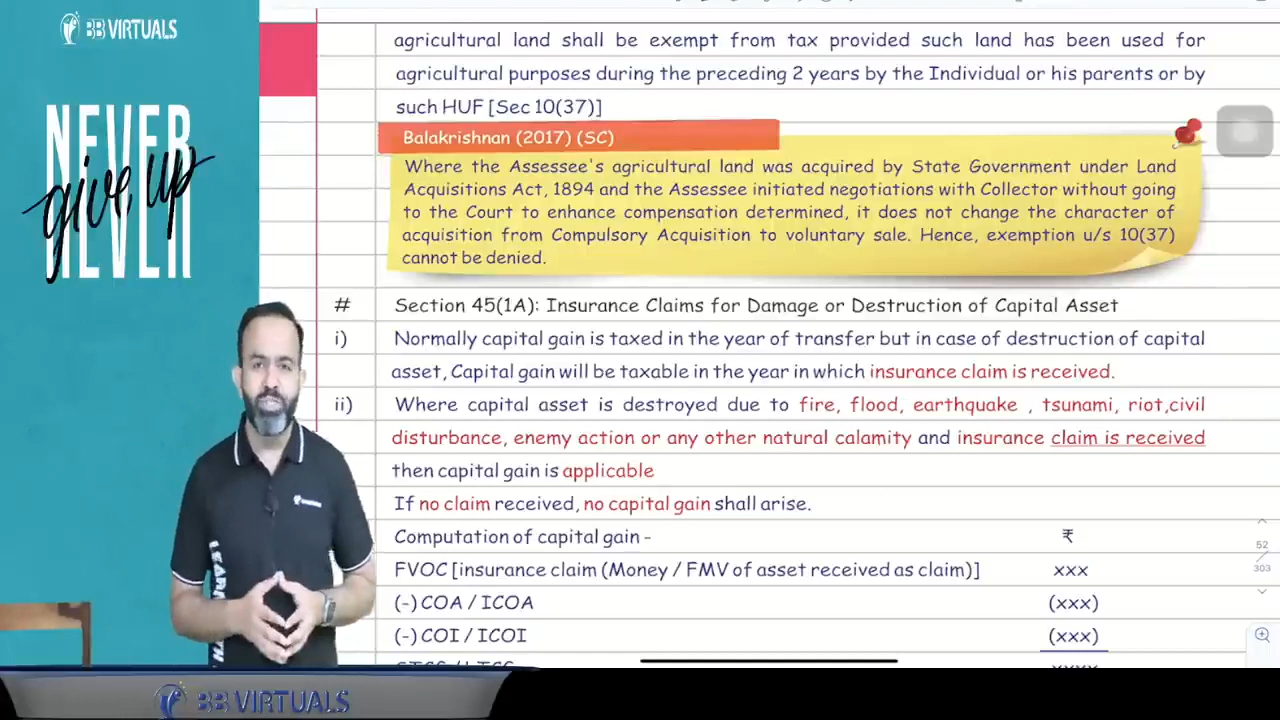 BB VIRTUALS
NEVER
give up
NEVER
agricultural land shall be exempt from tax provided such land has been used for
agricultural purposes during the preceding 2 years by the Individual or his parents or by
such HUF [Sec 10(37)]
Balakrishnan (2017) (SC)
Where the Assessee's agricultural land was acquired by State Government under Land
Acquisitions Act, 1894 and the Assessee initiated negotiations with Collector without going
to the Court to enhance compensation determined, it does not change the character of
acquisition from Compulsory Acquisition to voluntary sale. Hence, exemption u/s 10(37)
cannot be denied.
# Section 45(1A): Insurance Claims for Damage or Destruction of Capital Asset
i) Normally capital gain is taxed in the year of transfer but in case of destruction of capital
asset, Capital gain will be taxable in the year in which insurance claim is received.
ii) Where capital asset is destroyed due to fire, flood, earthquake , tsunami, riot,civil
disturbance, enemy action or any other natural calamity and insurance claim is received
then capital gain is applicable
If no claim received, no capital gain shall arise.
Computation of capital gain - ₹
FVOC [insurance claim (Money / FMV of asset received as claim)] xxx
(-) COA / ICOA (xxx)
(-) COI / ICOI (xxx)
52
303
BB VIRTUALS